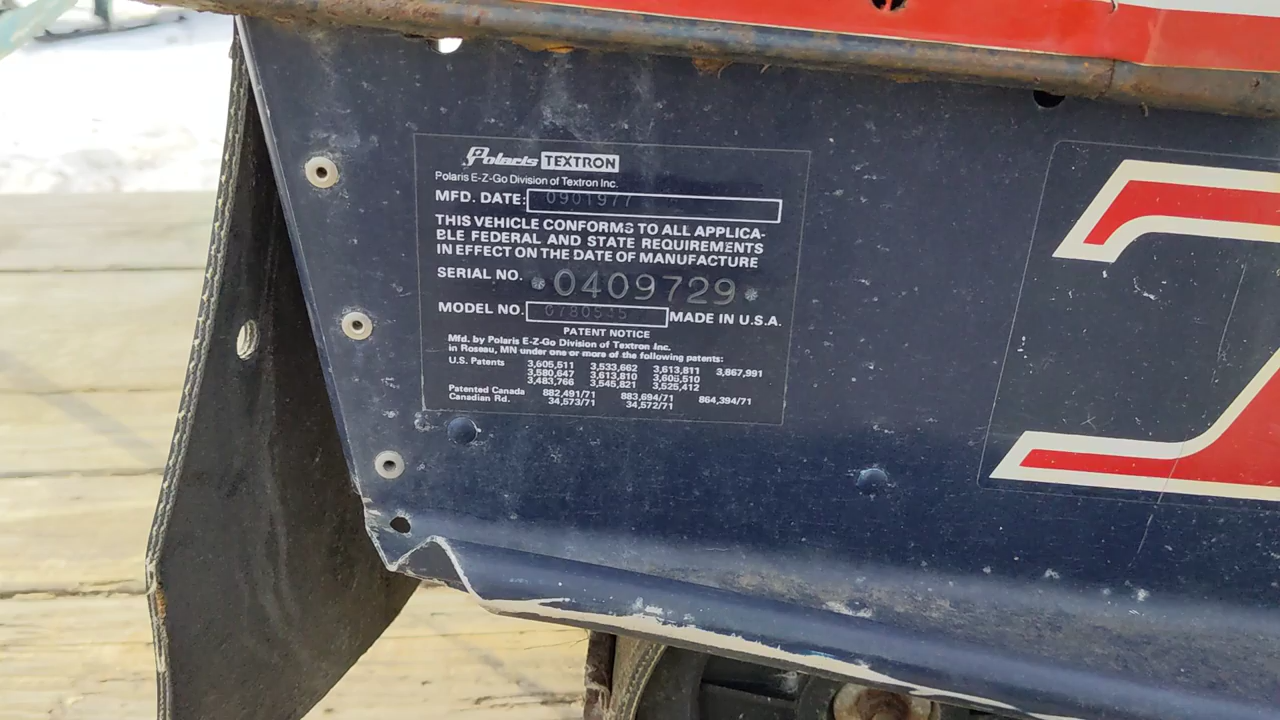 Polaris TEXTRON
Polaris E-Z-Go Division of Textron Inc.
MFD. DATE: 0901977
THIS VEHICLE CONFORMS TO ALL APPLICA-
BLE FEDERAL AND STATE REQUIREMENTS
IN EFFECT ON THE DATE OF MANUFACTURE
SERIAL NO. *0409729*
MODEL NO. MADE IN U.S.A.
PATENT NOTICE
Mfd. by Polaris E-Z-Go Division of Textron Inc.
in Roseau, MN under one or more of the following patents:
U.S. Patents 3,605,511 3,533,662 3,613,811 3,867,991
3,580,647 3,613,810 3,605,510
3,483,766 3,545,821 3,525,412
Patented Canada 882,491/71 883,694/71 864,394/71
Canadian Rd. 34,573/71 34,572/71